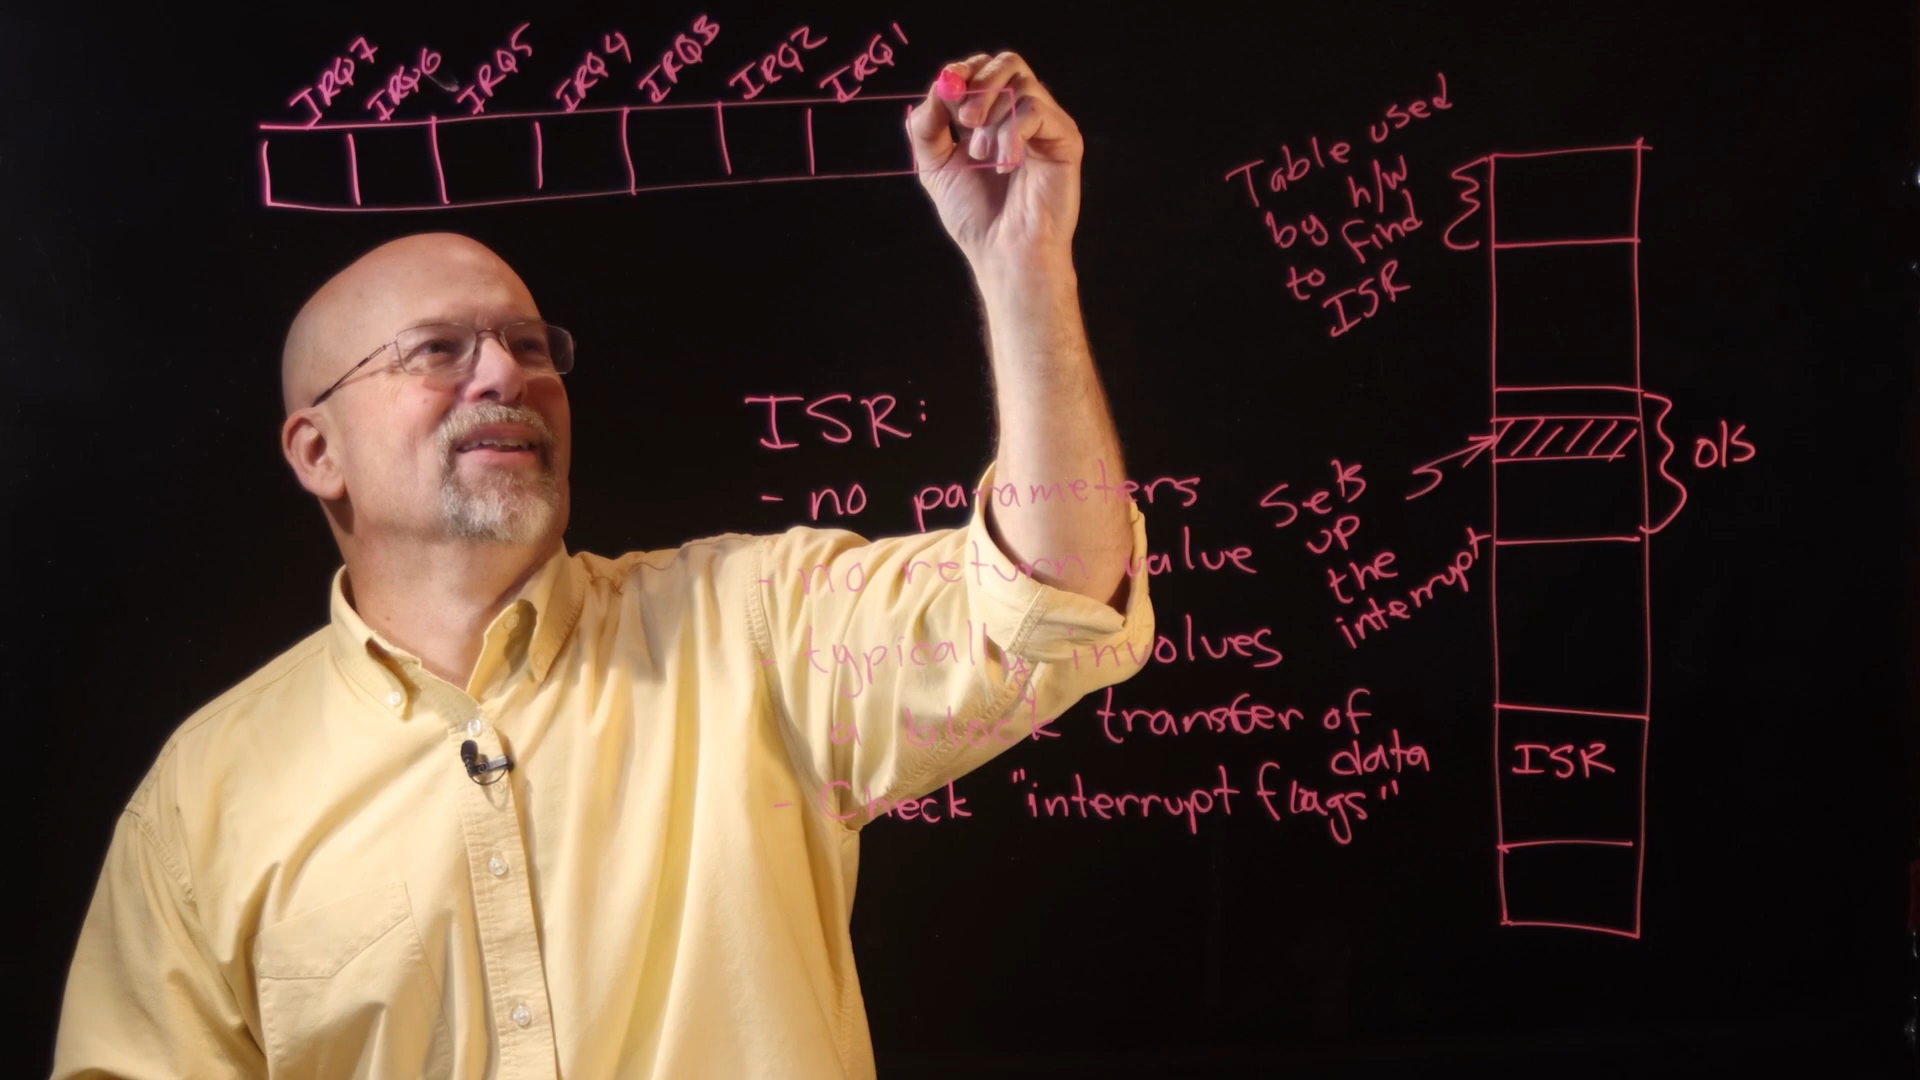 IRQ7 IRQ6 IRQ5 IRQ4 IRQ3 IRQ2 IRQ1
Table used
by h/w
to find
ISR
ISR:
- no parameters
- no return value
- typically involves
a block transfer of
data
- Check "interrupt flags"
Sets
up
the
interrupt
O/S
ISR